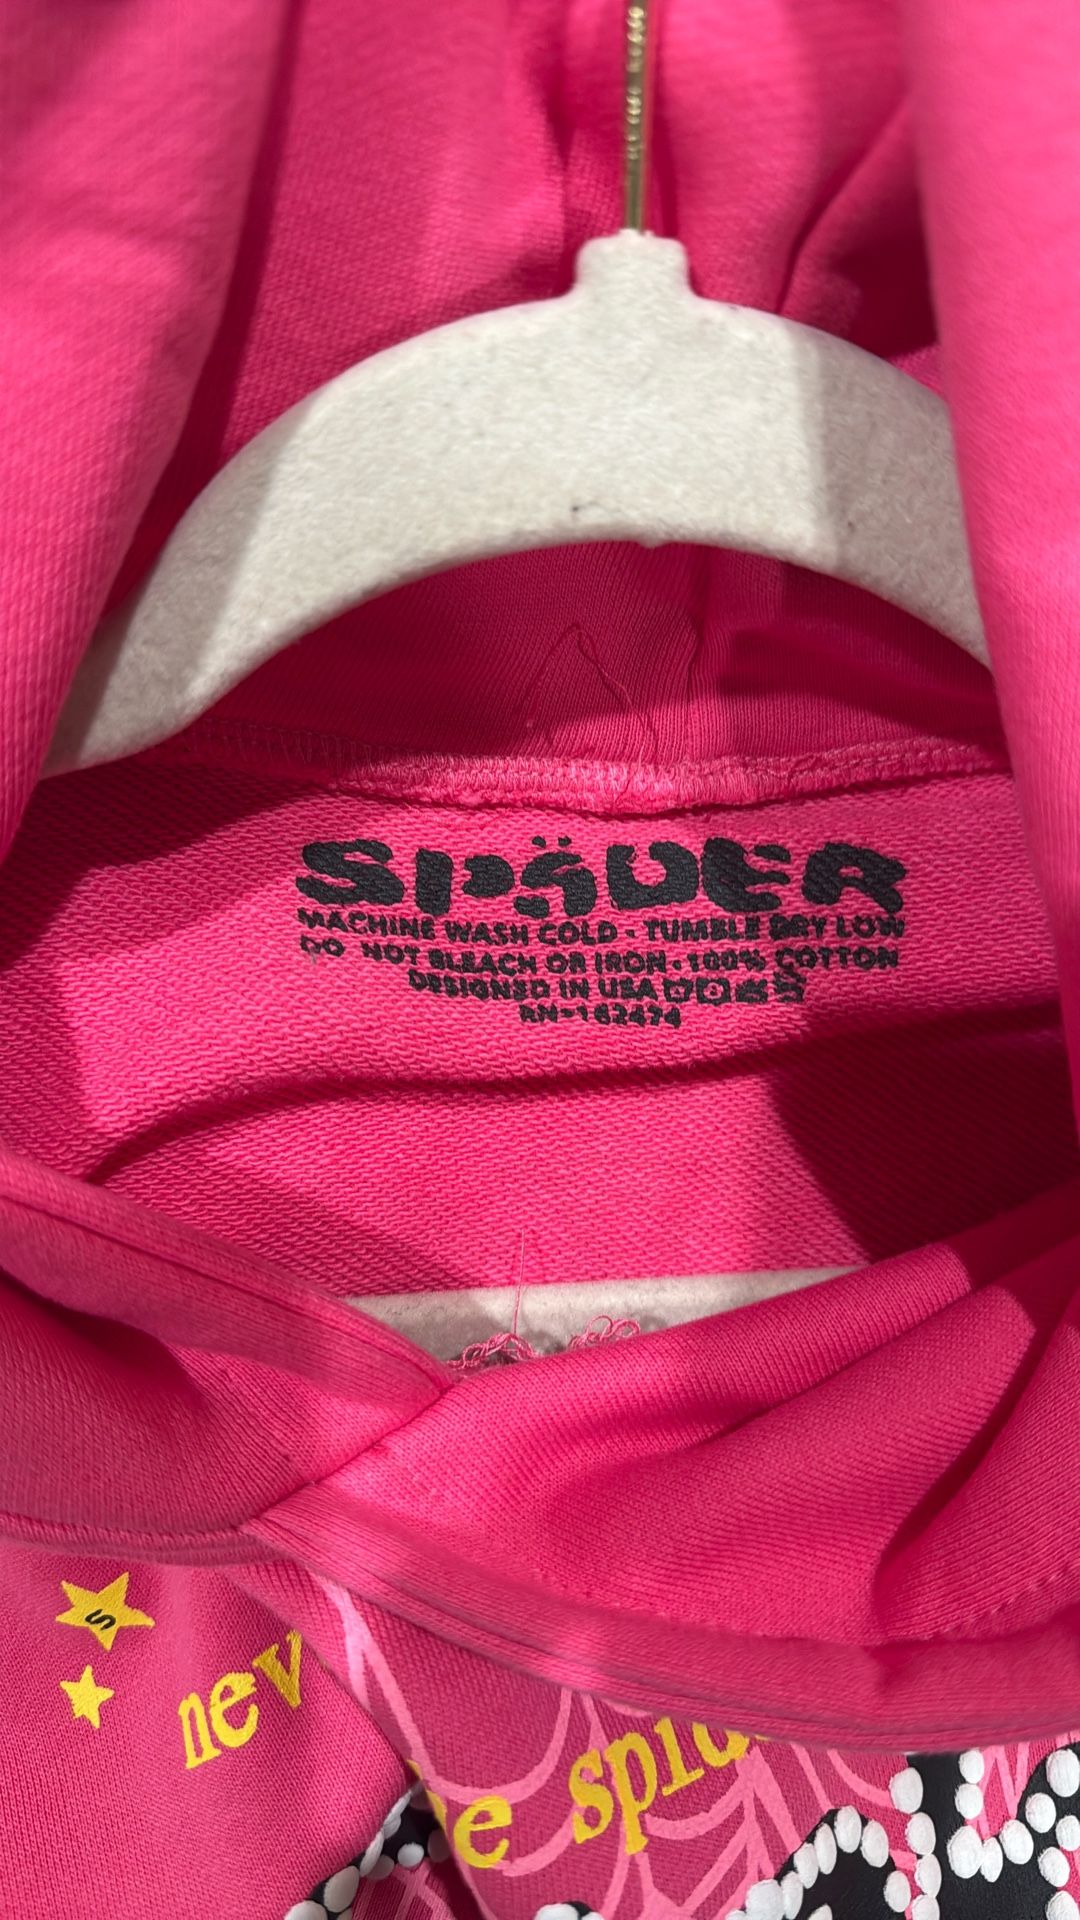 SP5DER
MACHINE WASH COLD - TUMBLE DRY LOW
DO NOT BLEACH OR IRON - 100% COTTON
DESIGNED IN USA
RN=162474
S
nev
e spid